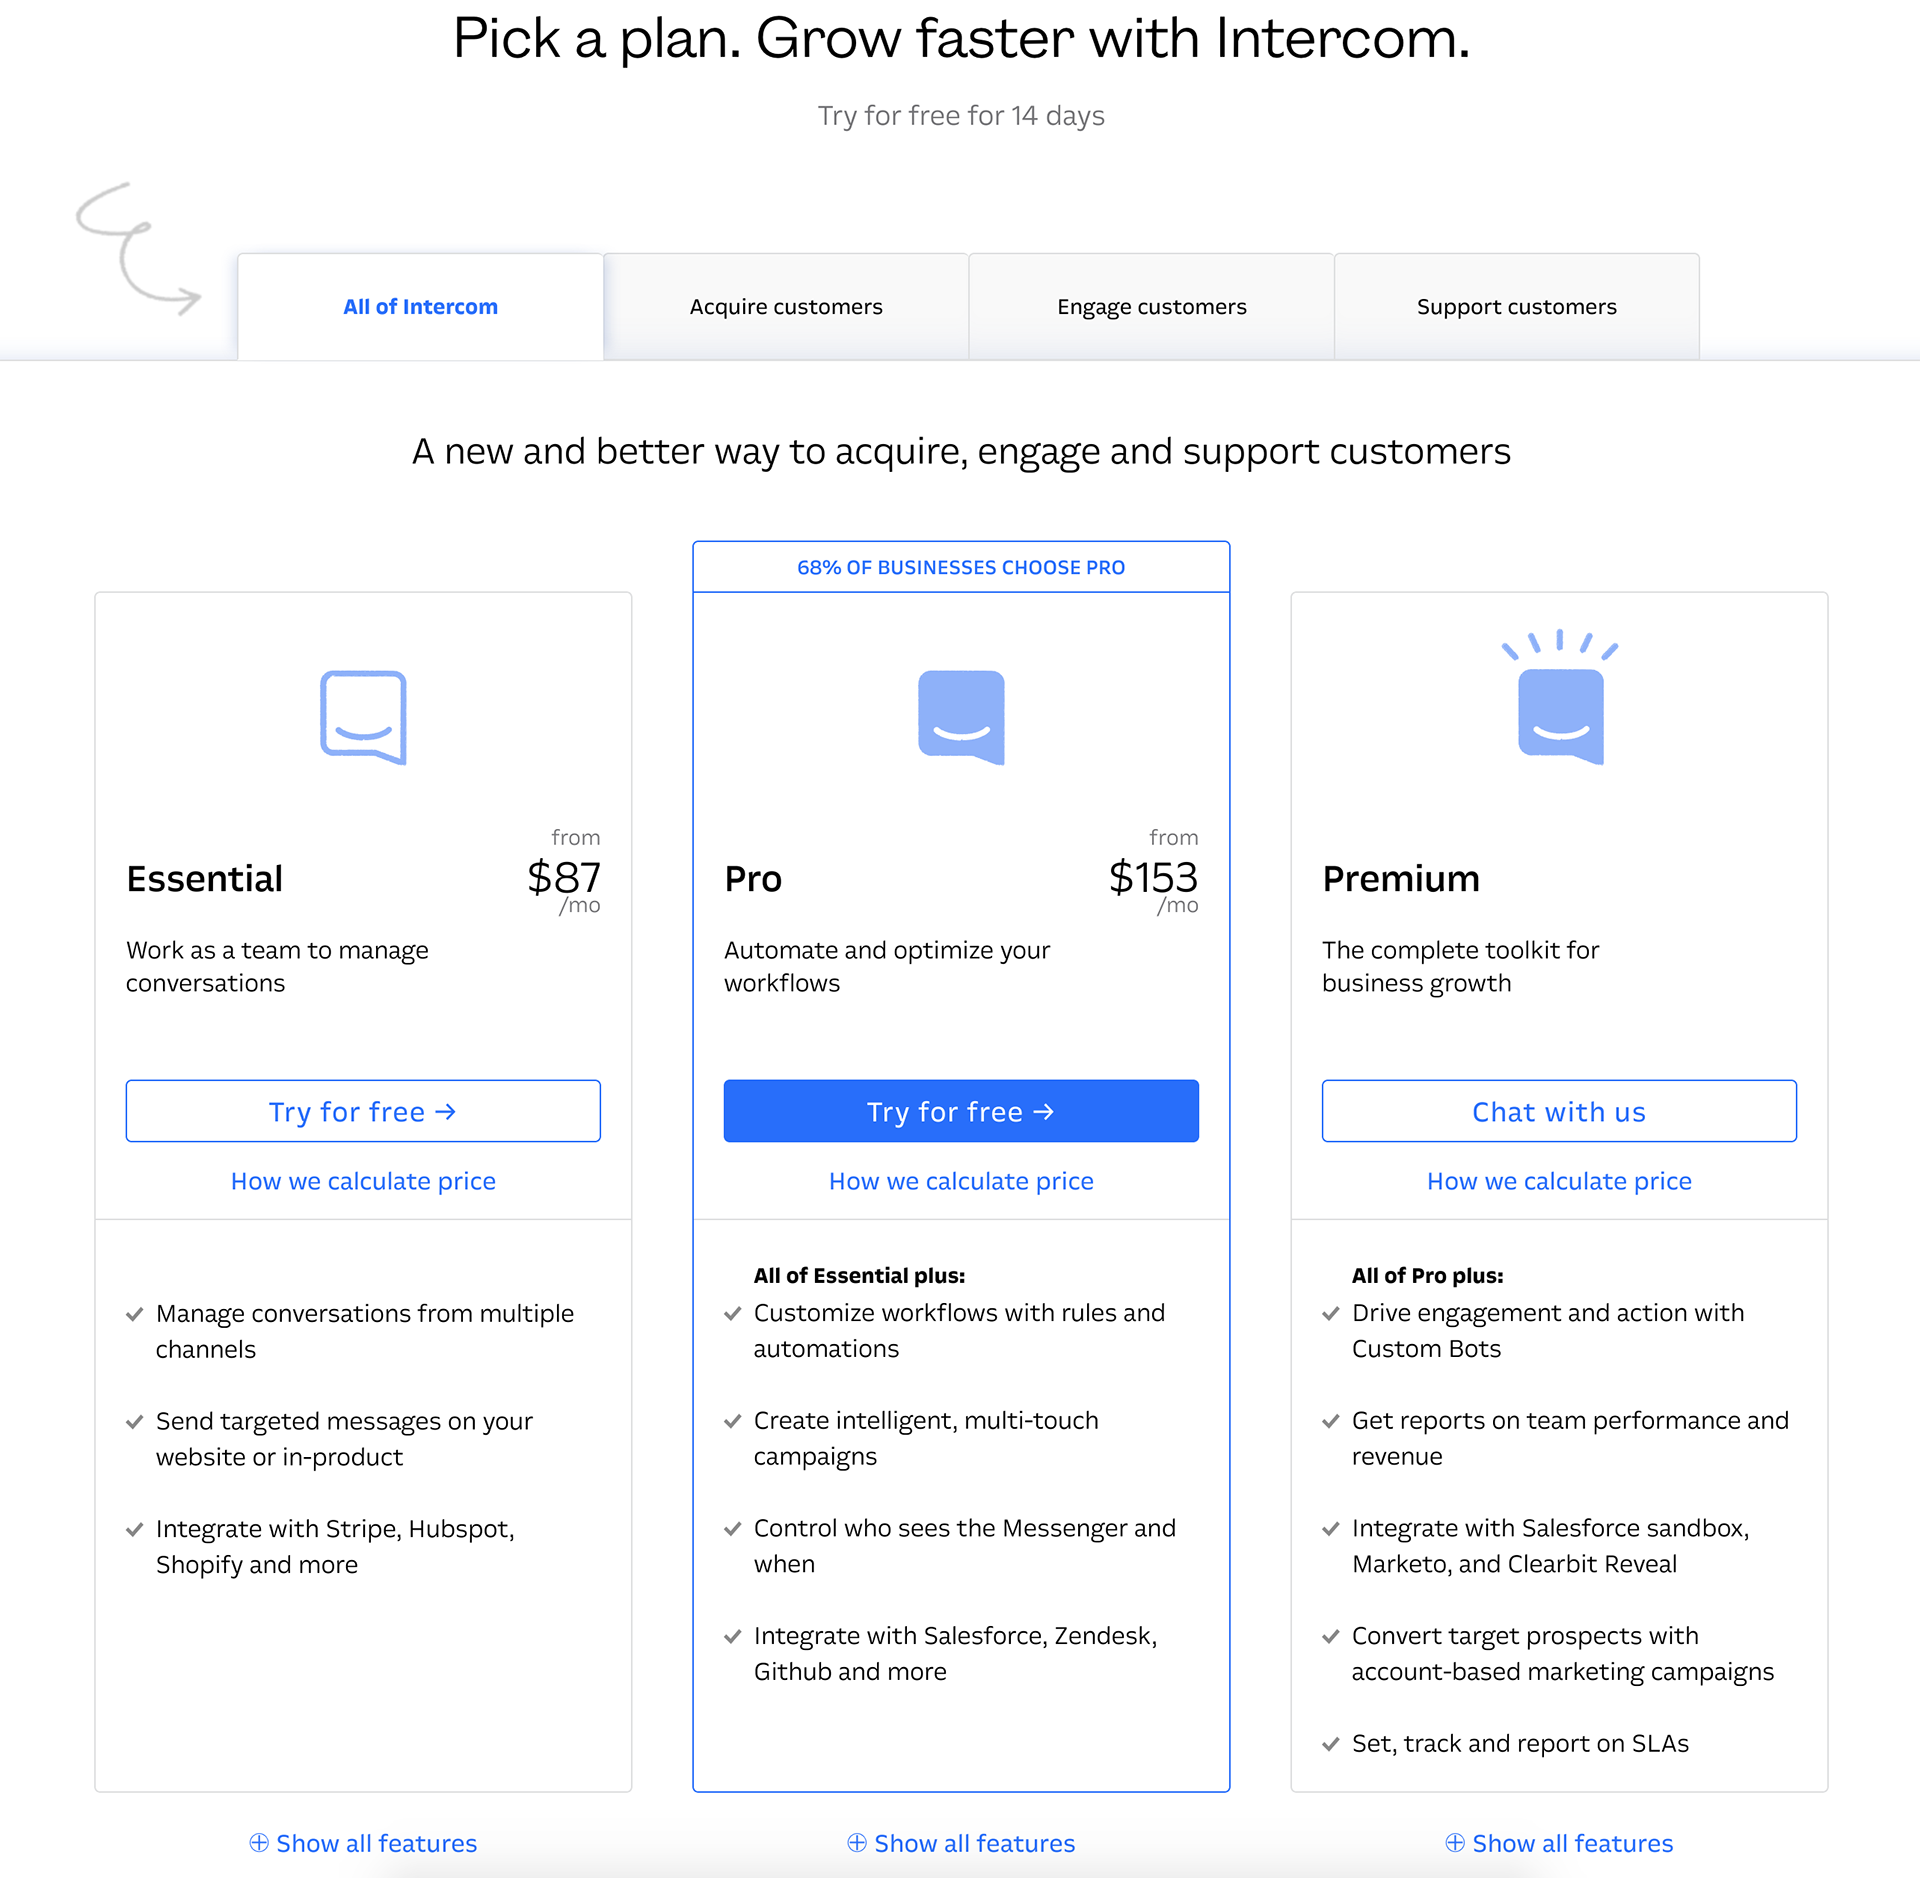 Pick a plan. Grow faster with Intercom.
Try for free for 14 days
All of Intercom
Acquire customers
Engage customers
Support customers
A new and better way to acquire, engage and support customers
Essential
from
$87
/mo
Work as a team to manage
conversations
Try for free →
How we calculate price
Manage conversations from multiple
channels
Send targeted messages on your
website or in-product
Integrate with Stripe, Hubspot,
Shopify and more
Show all features
68% OF BUSINESSES CHOOSE PRO
Pro
from
$153
/mo
Automate and optimize your
workflows
Try for free →
How we calculate price
All of Essential plus:
Customize workflows with rules and
automations
Create intelligent, multi-touch
campaigns
Control who sees the Messenger and
when
Integrate with Salesforce, Zendesk,
Github and more
Show all features
Premium
The complete toolkit for
business growth
Chat with us
How we calculate price
All of Pro plus:
Drive engagement and action with
Custom Bots
Get reports on team performance and
revenue
Integrate with Salesforce sandbox,
Marketo, and Clearbit Reveal
Convert target prospects with
account-based marketing campaigns
Set, track and report on SLAs
Show all features